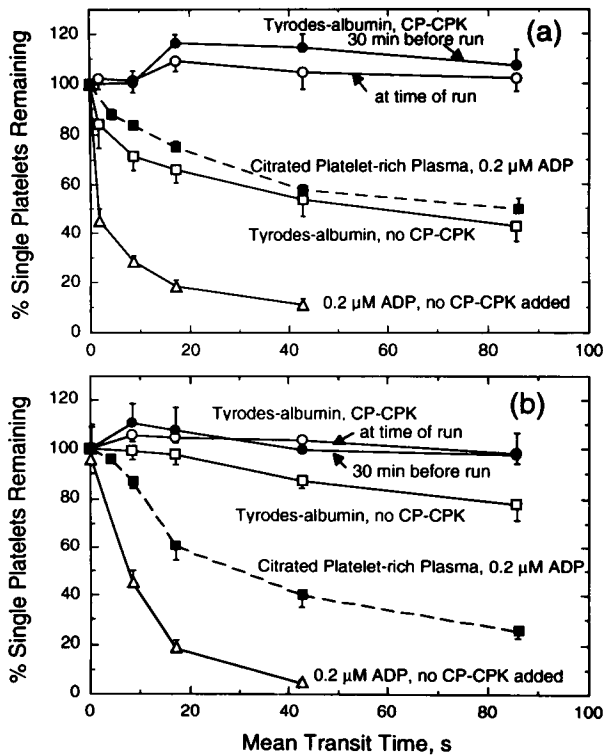 (a)
Tyrodes-albumin, CP-CPK
30 min before run
at time of run
Citrated Platelet-rich Plasma, 0.2 µM ADP
Tyrodes-albumin, no CP-CPK
0.2 µM ADP, no CP-CPK added
% Single Platelets Remaining
120
100
80
60
40
20
0
0 20 40 60 80 100
(b)
Tyrodes-albumin, CP-CPK
at time of run
30 min before run
Tyrodes-albumin, no CP-CPK
Citrated Platelet-rich Plasma, 0.2 µM ADP
0.2 µM ADP, no CP-CPK added
% Single Platelets Remaining
120
100
80
60
40
20
0
0 20 40 60 80 100
Mean Transit Time, s